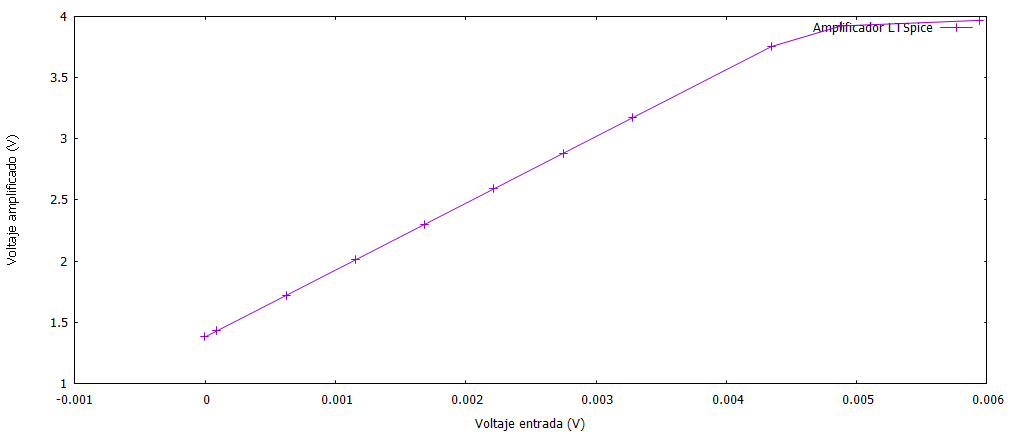 4
Amplificador LTSpice
3.5
3
2.5
2
1.5
1
-0.001 0 0.001 0.002 0.003 0.004 0.005 0.006
Voltaje amplificado (V)
Voltaje entrada (V)